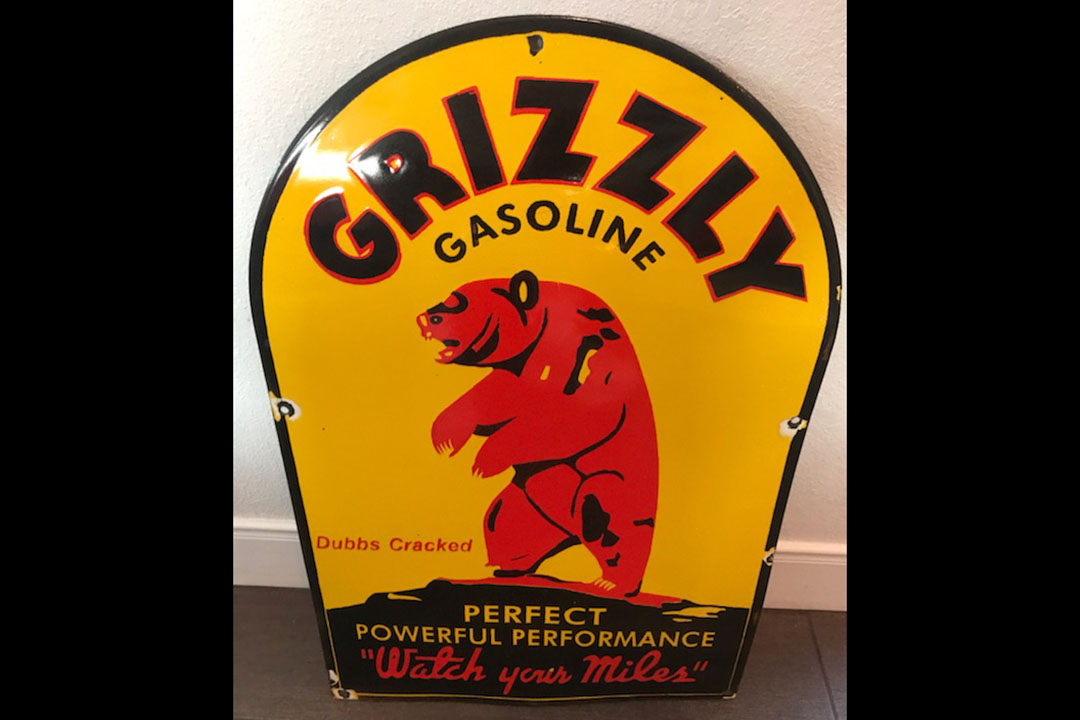 GRIZZLY
GASOLINE
Dubbs Cracked
PERFECT
POWERFUL PERFORMANCE
"Watch your Miles"